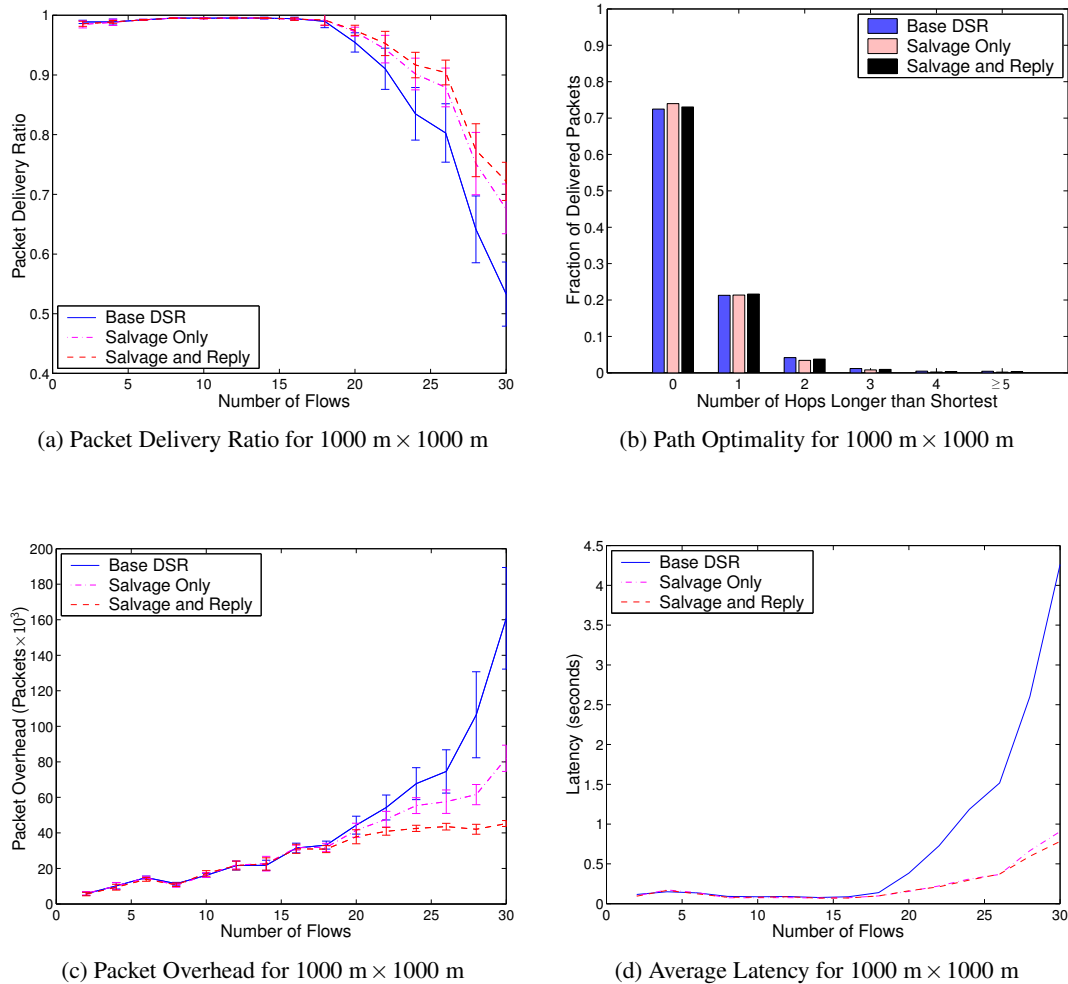 1
0.9
0.8
0.7
0.6
0.5
0.4
0 5 10 15 20 25 30
Packet Delivery Ratio
Number of Flows
Base DSR
Salvage Only
Salvage and Reply
(a) Packet Delivery Ratio for 1000 m × 1000 m
1
0.9
0.8
0.7
0.6
0.5
0.4
0.3
0.2
0.1
0
0 1 2 3 4 ≥5
Fraction of Delivered Packets
Number of Hops Longer than Shortest
Base DSR
Salvage Only
Salvage and Reply
(b) Path Optimality for 1000 m × 1000 m
200
180
160
140
120
100
80
60
40
20
0
0 5 10 15 20 25 30
Packet Overhead (Packets ×10³)
Number of Flows
Base DSR
Salvage Only
Salvage and Reply
(c) Packet Overhead for 1000 m × 1000 m
4.5
4
3.5
3
2.5
2
1.5
1
0.5
0
0 5 10 15 20 25 30
Latency (seconds)
Number of Flows
Base DSR
Salvage Only
Salvage and Reply
(d) Average Latency for 1000 m × 1000 m